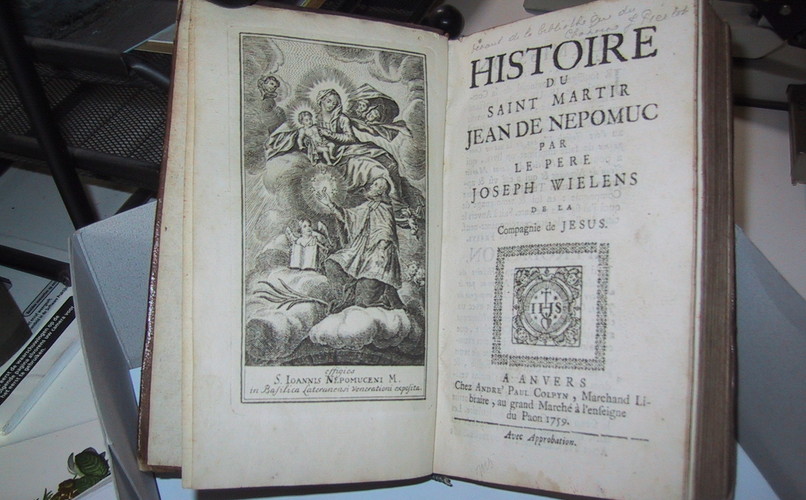 effigies
S. IOANNIS NEPOMUCENI M.
in Basilica Lateranensi Venerationi exposita.
HISTOIRE
DU
SAINT MARTIR
JEAN DE NEPOMUC
PAR
LE PERE
JOSEPH WIELENS
DE LA
Compagnie de JESUS.
IHS
A ANVERS
Chez ANDRE' PAUL COLPYN, Marchand Li-
braire, au grand Marché à l'enseigne
du Paon 1759.
Avec Approbation.